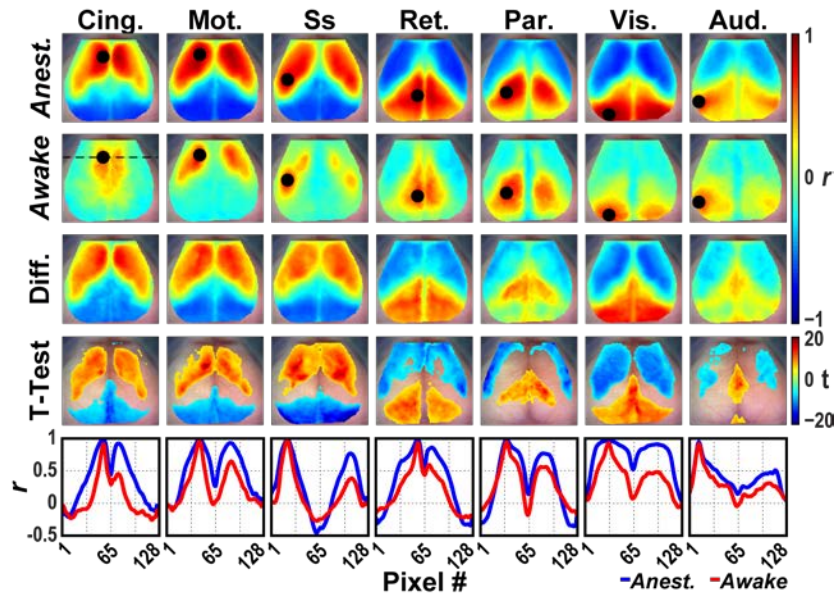 Cing. Mot. Ss Ret. Par. Vis. Aud.
Anest.
Awake
Diff.
T-Test
1
0 r
−1
20
0 t
−20
r
1
0.5
0
-0.5
1 65 128 1 65 128 1 65 128 1 65 128 1 65 128 1 65 128 1 65 128
Pixel #
Anest. Awake